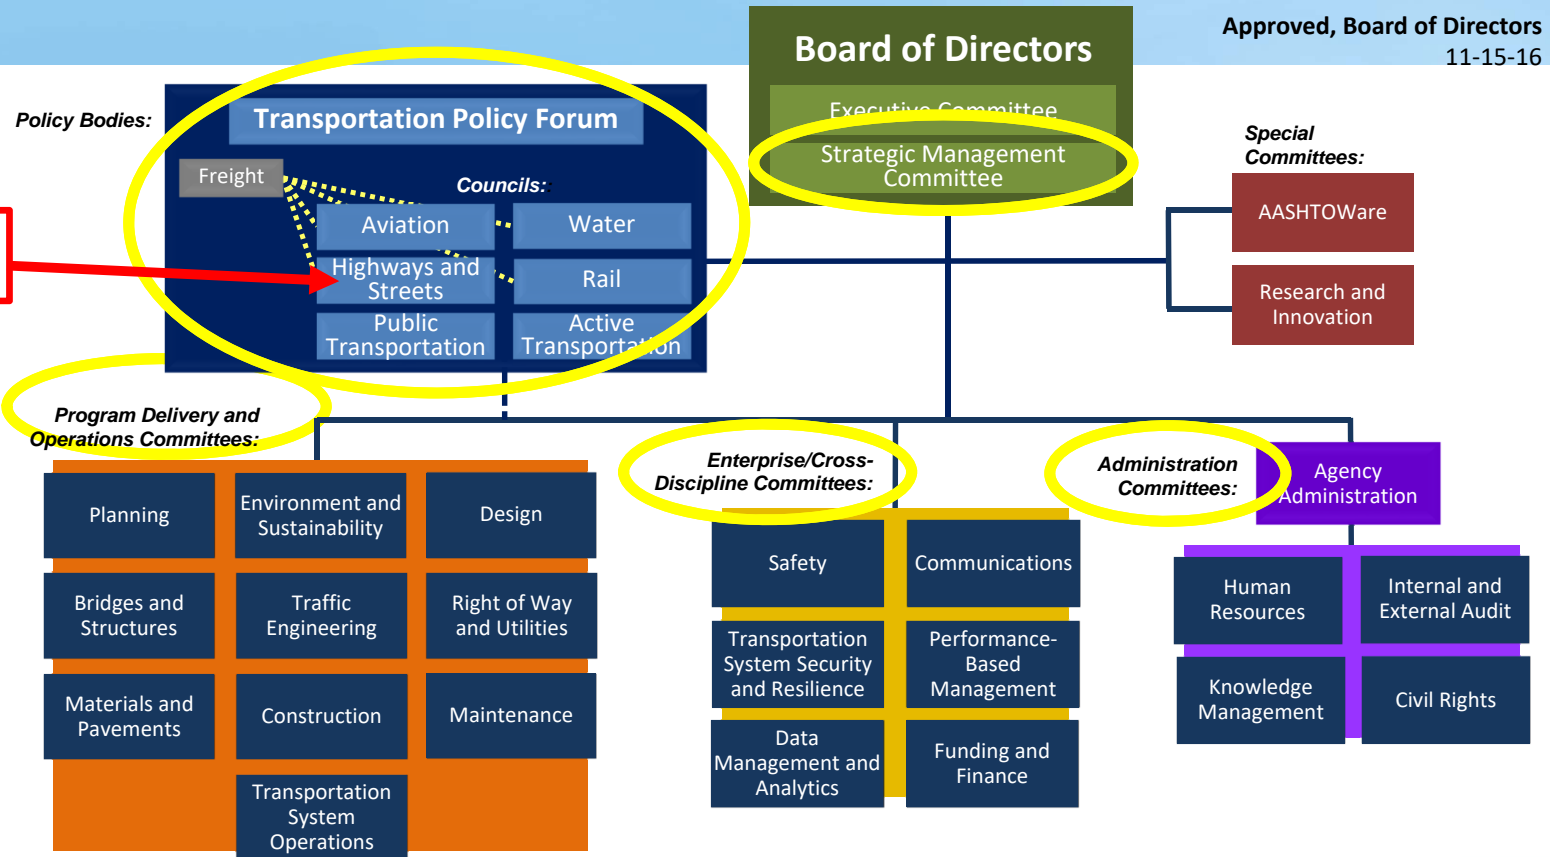 Approved, Board of Directors
11-15-16
Board of Directors
Executive Committee
Strategic Management
Committee
Policy Bodies:
Transportation Policy Forum
Freight
Councils::
Aviation
Water
Highways and
Streets
Rail
Public
Transportation
Active
Transportation
Special
Committees:
AASHTOWare
Research and
Innovation
Program Delivery and
Operations Committees:
Planning
Environment and
Sustainability
Design
Bridges and
Structures
Traffic
Engineering
Right of Way
and Utilities
Materials and
Pavements
Construction
Maintenance
Transportation
System
Operations
Enterprise/Cross-
Discipline Committees:
Safety
Communications
Transportation
System Security
and Resilience
Performance-
Based
Management
Data
Management and
Analytics
Funding and
Finance
Administration
Committees:
Agency
Administration
Human
Resources
Internal and
External Audit
Knowledge
Management
Civil Rights